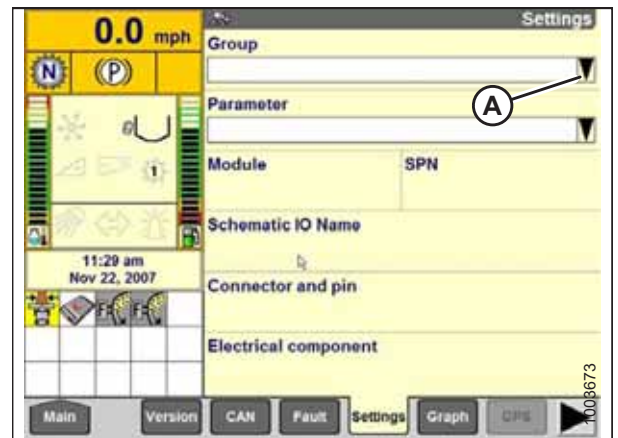 0.0 mph
Settings
Group
N
(P)
A
Parameter
Module
SPN
1
Schematic IO Name
11:29 am
Nov 22, 2007
Connector and pin
Electrical component
Main
Version
CAN
Fault
Settings
Graph
GPS
1003673